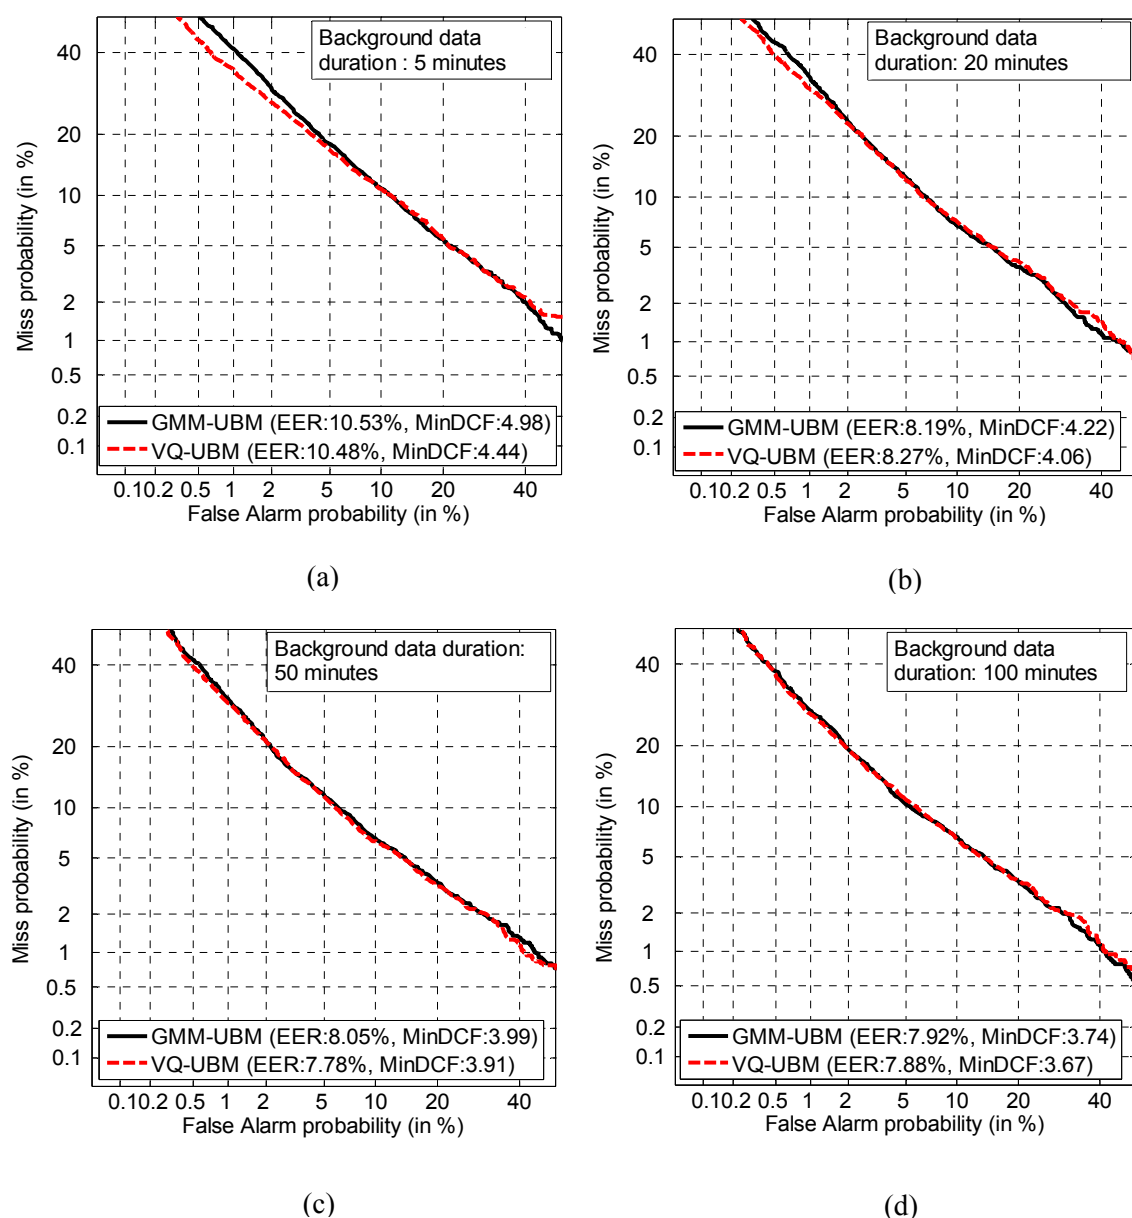 Background data
duration : 5 minutes
40
20
10
5
2
1
0.5
0.2
0.1
Miss probability (in %)
GMM-UBM (EER:10.53%, MinDCF:4.98)
VQ-UBM (EER:10.48%, MinDCF:4.44)
0.1 0.2 0.5 1 2 5 10 20 40
False Alarm probability (in %)
(a)
Background data
duration: 20 minutes
40
20
10
5
2
1
0.5
0.2
0.1
Miss probability (in %)
GMM-UBM (EER:8.19%, MinDCF:4.22)
VQ-UBM (EER:8.27%, MinDCF:4.06)
0.1 0.2 0.5 1 2 5 10 20 40
False Alarm probability (in %)
(b)
Background data duration:
50 minutes
40
20
10
5
2
1
0.5
0.2
0.1
Miss probability (in %)
GMM-UBM (EER:8.05%, MinDCF:3.99)
VQ-UBM (EER:7.78%, MinDCF:3.91)
0.1 0.2 0.5 1 2 5 10 20 40
False Alarm probability (in %)
(c)
Background data
duration: 100 minutes
40
20
10
5
2
1
0.5
0.2
0.1
Miss probability (in %)
GMM-UBM (EER:7.92%, MinDCF:3.74)
VQ-UBM (EER:7.88%, MinDCF:3.67)
0.1 0.2 0.5 1 2 5 10 20 40
False Alarm probability (in %)
(d)